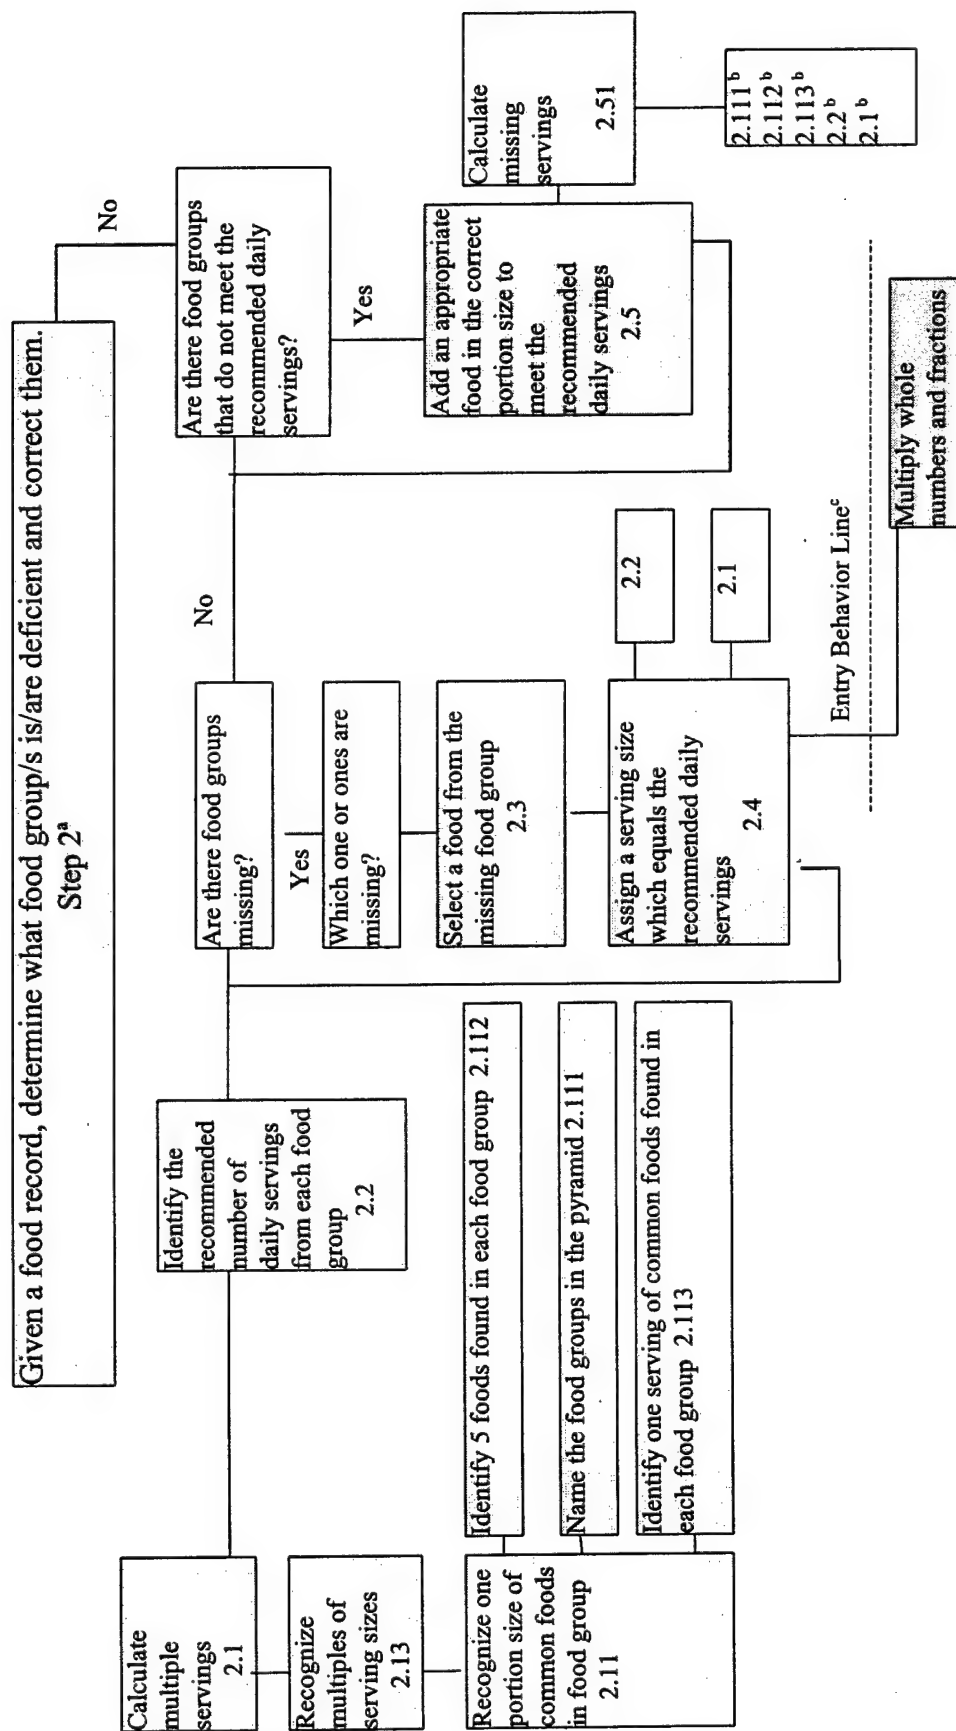 Given a food record, determine what food group/s is/are deficient and correct them.
Step 2ª
Calculate
multiple
servings
2.1
Recognize
multiples of
serving sizes
2.13
Recognize one
portion size of
common foods
in food group
2.11
Identify 5 foods found in each food group 2.112
Name the food groups in the pyramid 2.111
Identify one serving of common foods found in
each food group 2.113
Identify the
recommended
number of
daily servings
from each food
group
2.2
Are there food groups
missing?
No
Yes
Which one or ones are
missing?
Select a food from the
missing food group
2.3
Assign a serving size
which equals the
recommended daily
servings
2.4
2.2
2.1
Entry Behavior Lineᶜ
Multiply whole
numbers and fractions
Are there food groups
that do not meet the
recommended daily
servings?
No
Yes
Add an appropriate
food in the correct
portion size to
meet the
recommended
daily servings
2.5
Calculate
missing
servings
2.51
2.111ᵇ
2.112ᵇ
2.113ᵇ
2.2ᵇ
2.1ᵇ